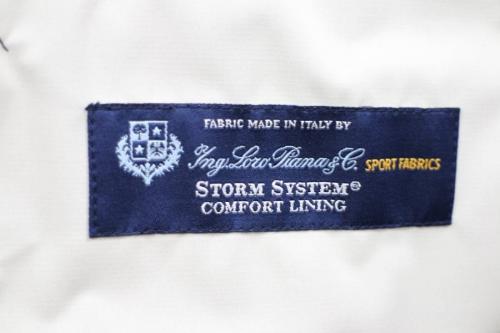 FABRIC MADE IN ITALY BY
Ing. Loro Piana & C. SPORT FABRICS
STORM SYSTEM®
COMFORT LINING